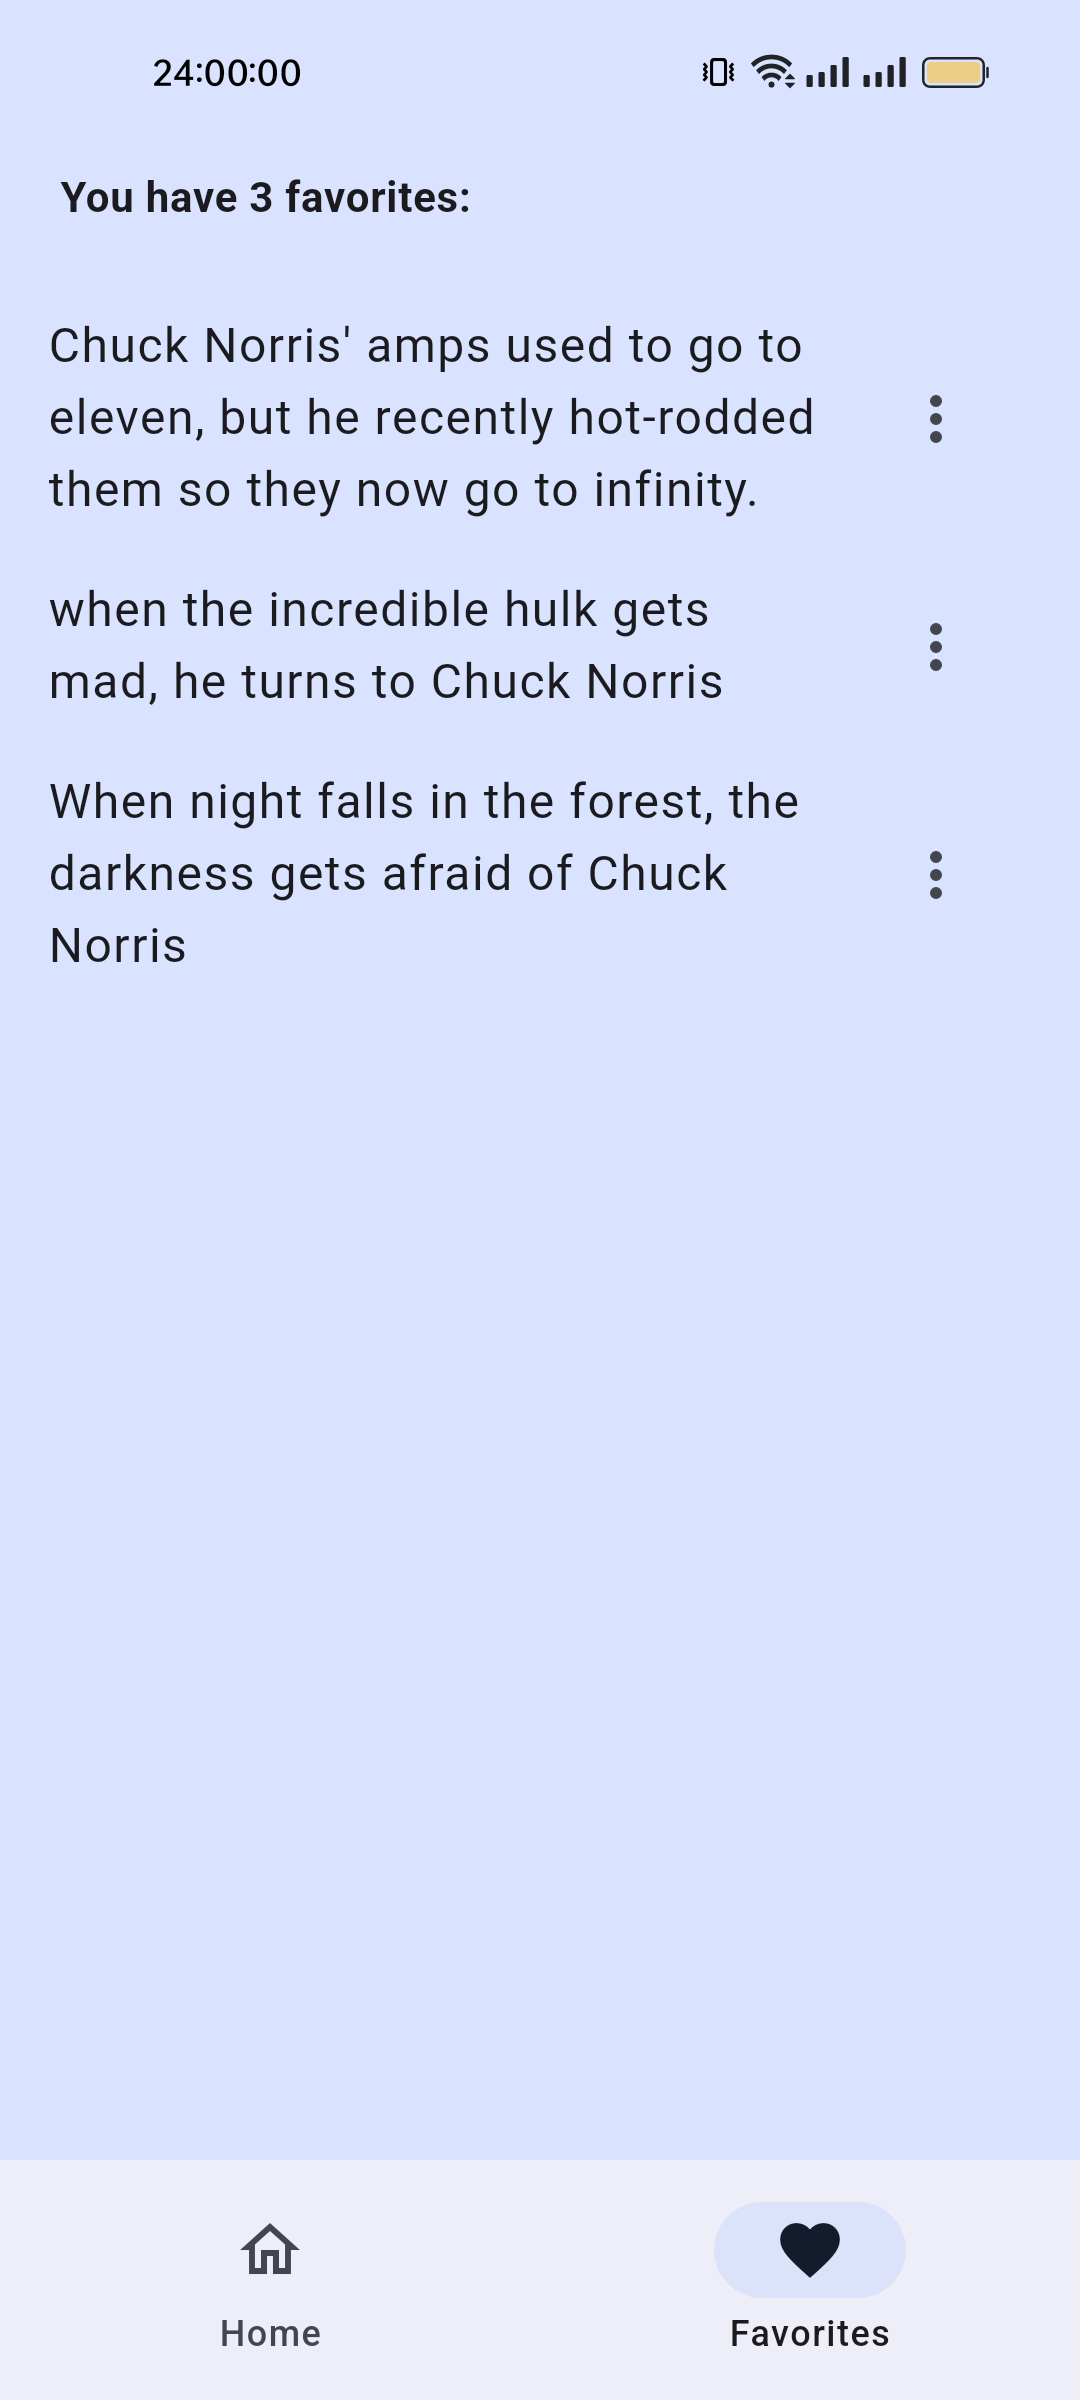 24:00:00
You have 3 favorites:
Chuck Norris' amps used to go to
eleven, but he recently hot-rodded
them so they now go to infinity.
when the incredible hulk gets
mad, he turns to Chuck Norris
When night falls in the forest, the
darkness gets afraid of Chuck
Norris
Home
Favorites